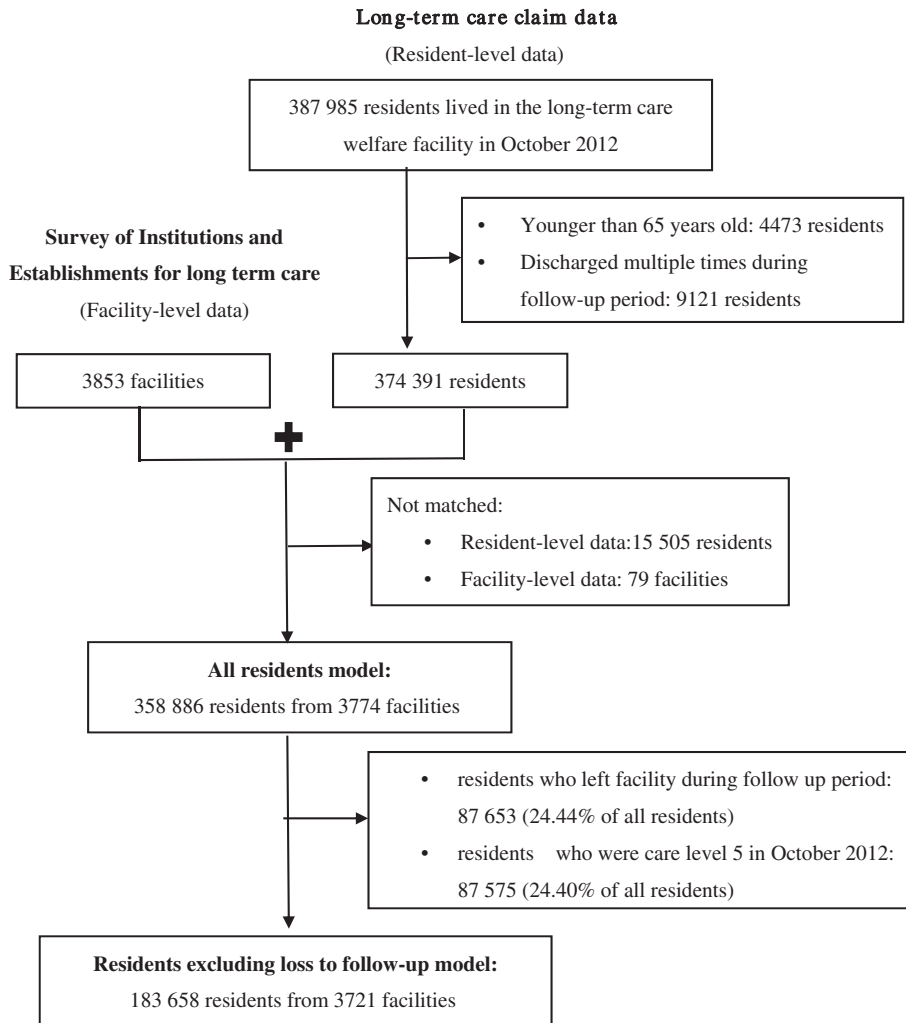 Long-term care claim data
(Resident-level data)
387 985 residents lived in the long-term care
welfare facility in October 2012
• Younger than 65 years old: 4473 residents
• Discharged multiple times during
follow-up period: 9121 residents
Survey of Institutions and
Establishments for long term care
(Facility-level data)
3853 facilities
374 391 residents
Not matched:
• Resident-level data:15 505 residents
• Facility-level data: 79 facilities
All residents model:
358 886 residents from 3774 facilities
• residents who left facility during follow up period:
87 653 (24.44% of all residents)
• residents who were care level 5 in October 2012:
87 575 (24.40% of all residents)
Residents excluding loss to follow-up model:
183 658 residents from 3721 facilities